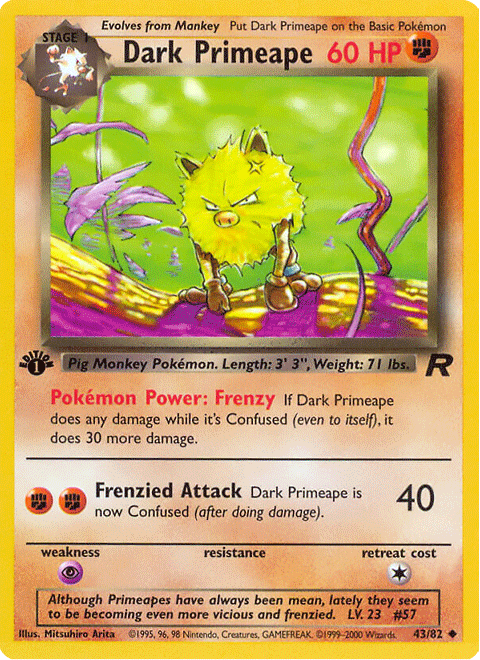 Evolves from Mankey Put Dark Primeape on the Basic Pokémon
STAGE 1
Dark Primeape 60 HP
Pig Monkey Pokémon. Length: 3' 3", Weight: 71 lbs.
EDITION
1
R
Pokémon Power: Frenzy If Dark Primeape
does any damage while it's Confused (even to itself), it
does 30 more damage.
Frenzied Attack Dark Primeape is
now Confused (after doing damage).
40
weakness resistance retreat cost
Although Primeapes have always been mean, lately they seem
to be becoming even more vicious and frenzied. LV. 23 #57
Illus. Mitsuhiro Arita ©1995, 96, 98 Nintendo, Creatures, GAMEFREAK. ©1999-2000 Wizards. 43/82